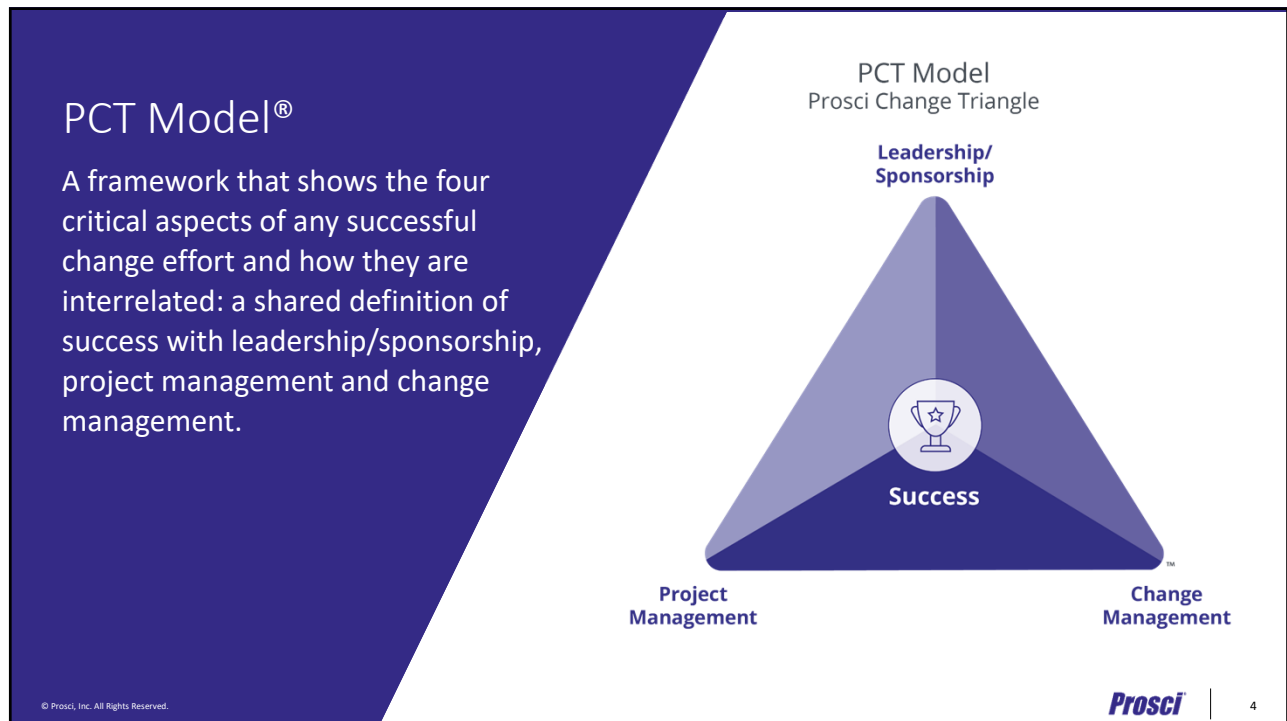 PCT Model®
A framework that shows the four
critical aspects of any successful
change effort and how they are
interrelated: a shared definition of
success with leadership/sponsorship,
project management and change
management.
PCT Model
Prosci Change Triangle
Leadership/
Sponsorship
Success
™
Project
Management
Change
Management
© Prosci, Inc. All Rights Reserved.
Prosci
4